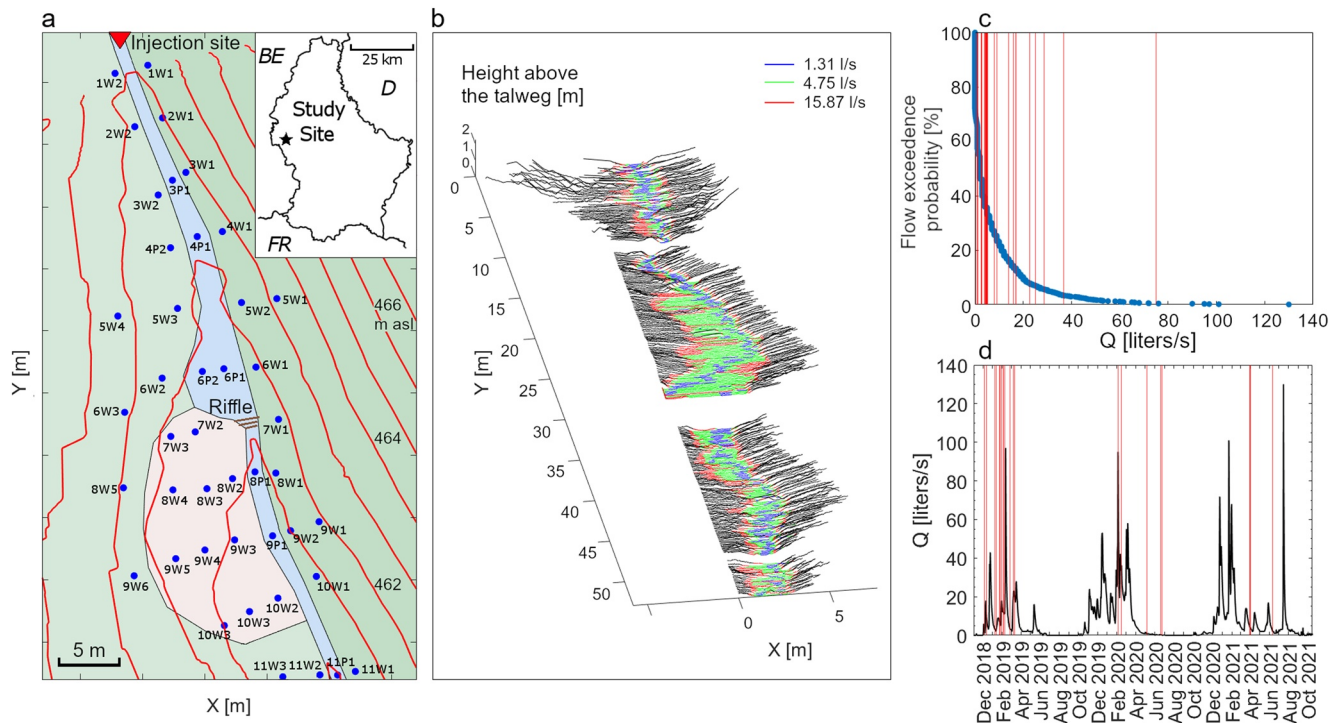 a
Injection site
1W1
1W2
2W1
2W2
3W1
3P1
3W2
4W1
4P2
4P1
5W1
5W2
5W3
5W4
466
m asl
6W1
6P2
6P1
6W2
6W3
Riffle
7W2
7W1
7W3
464
8P1
8W1
8W2
8W5
8W4
8W3
9W1
9W2
9P1
9W3
9W4
9W5
9W6
10W1
462
10W2
10W3
10W3
11W3
11W2
11P1
11W1
5 m
X [m]
Y [m]
BE
25 km
D
Study
Site
FR
b
Height above
the talweg [m]
1.31 l/s
4.75 l/s
15.87 l/s
2
1
0
0
5
10
15
20
25
30
35
40
45
50
Y [m]
0
5
X [m]
c
100
80
60
40
20
0
Flow exceedence
probability [%]
0
20
40
60
80
100
120
140
Q [liters/s]
d
140
120
100
80
60
40
20
0
Q [liters/s]
Dec 2018
Feb 2019
Apr 2019
Jun 2019
Aug 2019
Oct 2019
Dec 2019
Feb 2020
Apr 2020
Jun 2020
Aug 2020
Oct 2020
Dec 2020
Feb 2021
Apr 2021
Jun 2021
Aug 2021
Oct 2021